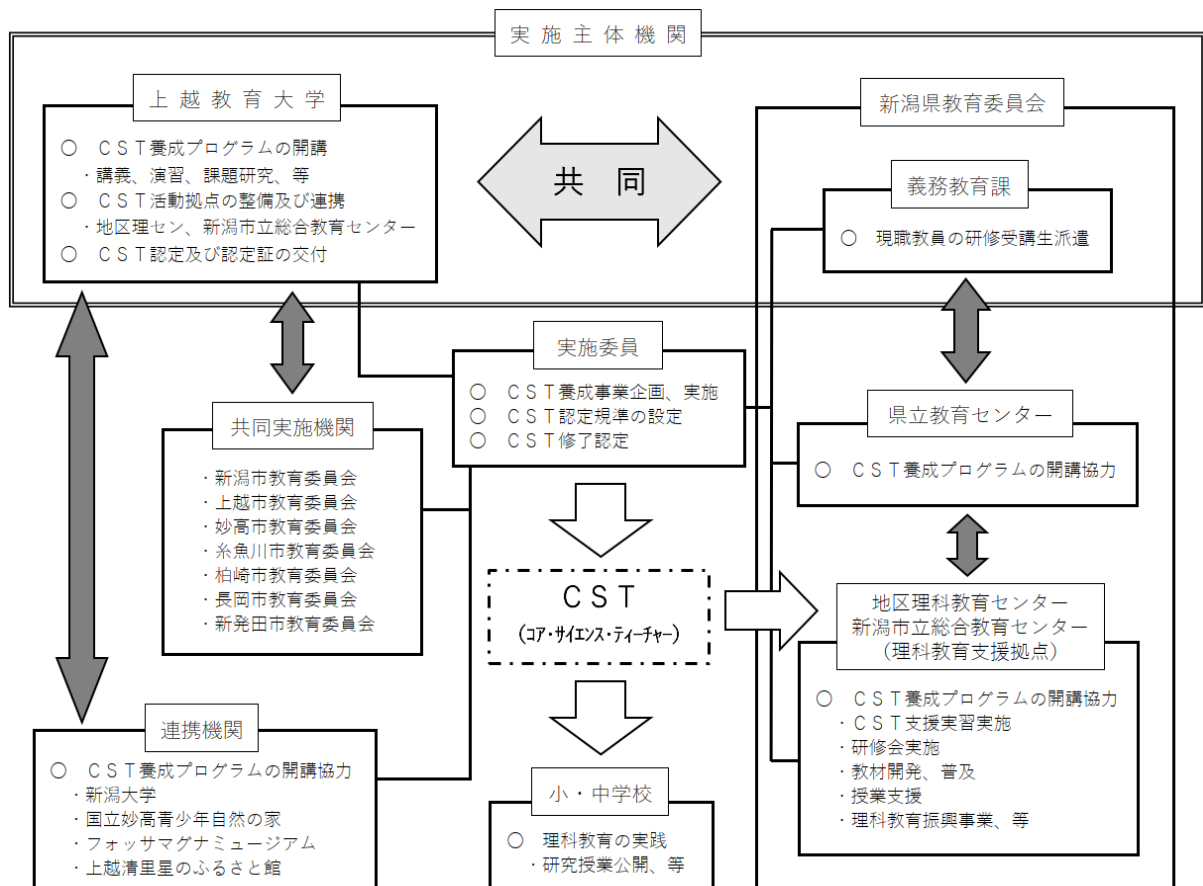 実施主体機関
上越教育大学
○ CST養成プログラムの開講
・講義、演習、課題研究、等
○ CST活動拠点の整備及び連携
・地区理セン、新潟市立総合教育センター
○ CST認定及び認定証の交付
共同
新潟県教育委員会
義務教育課
○ 現職教員の研修受講生派遣
実施委員
○ CST養成事業企画、実施
○ CST認定規準の設定
○ CST修了認定
県立教育センター
○ CST養成プログラムの開講協力
共同実施機関
・新潟市教育委員会
・上越市教育委員会
・妙高市教育委員会
・糸魚川市教育委員会
・柏崎市教育委員会
・長岡市教育委員会
・新発田市教育委員会
CST
(コア・サイエンス・ティーチャー)
地区理科教育センター
新潟市立総合教育センター
(理科教育支援拠点)
○ CST養成プログラムの開講協力
・CST支援実習実施
・研修会実施
・教材開発、普及
・授業支援
・理科教育振興事業、等
連携機関
○ CST養成プログラムの開講協力
・新潟大学
・国立妙高青少年自然の家
・フォッサマグナミュージアム
・上越清里星のふるさと館
小・中学校
○ 理科教育の実践
・研究授業公開、等